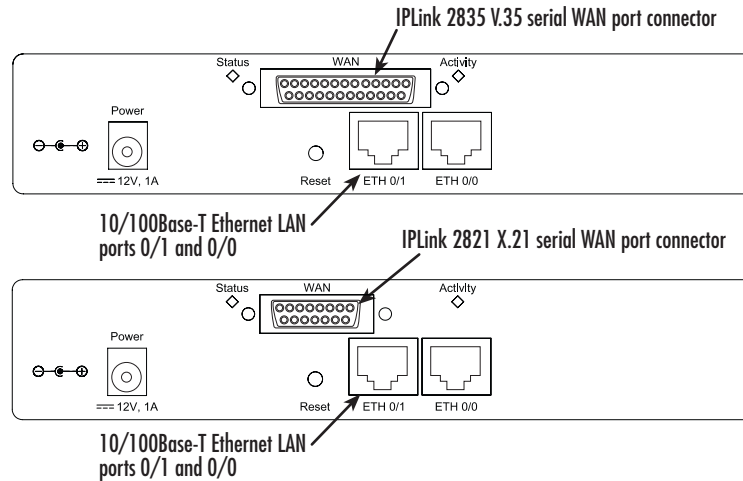 IPLink 2835 V.35 serial WAN port connector
Status
WAN
Activity
Power
12V, 1A
Reset
ETH 0/1
ETH 0/0
10/100Base-T Ethernet LAN
ports 0/1 and 0/0
IPLink 2821 X.21 serial WAN port connector
Status
WAN
Activity
Power
12V, 1A
Reset
ETH 0/1
ETH 0/0
10/100Base-T Ethernet LAN
ports 0/1 and 0/0